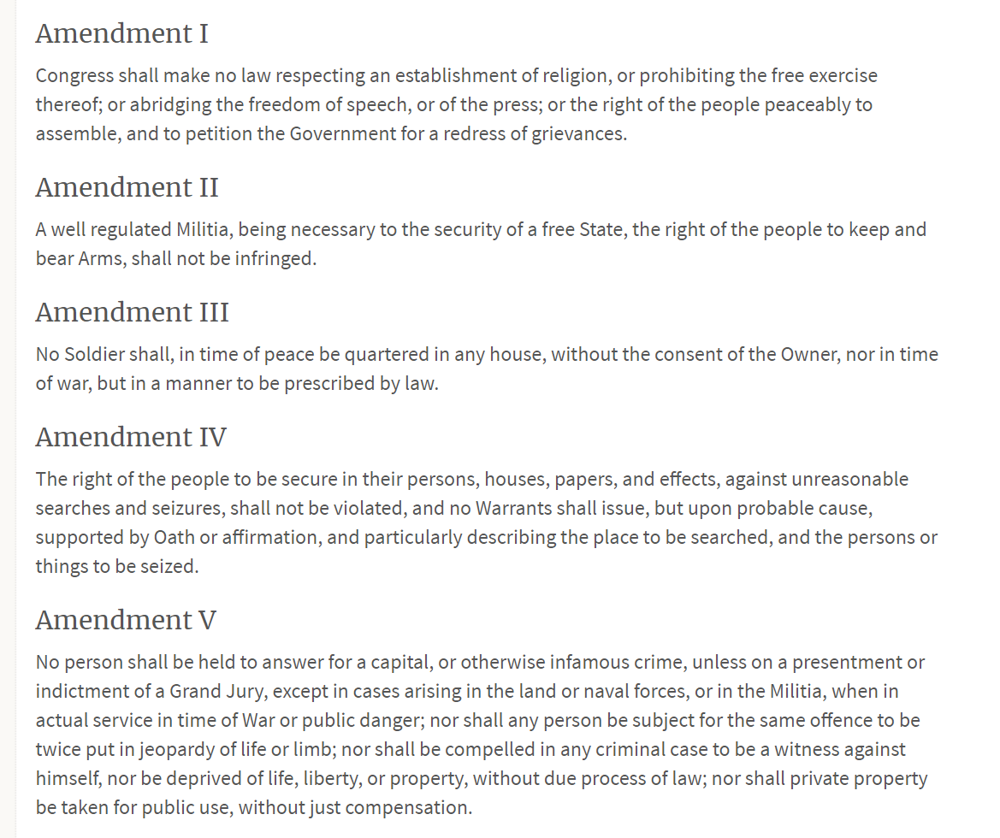 Amendment I
Congress shall make no law respecting an establishment of religion, or prohibiting the free exercise
thereof; or abridging the freedom of speech, or of the press; or the right of the people peaceably to
assemble, and to petition the Government for a redress of grievances.
Amendment II
A well regulated Militia, being necessary to the security of a free State, the right of the people to keep and
bear Arms, shall not be infringed.
Amendment III
No Soldier shall, in time of peace be quartered in any house, without the consent of the Owner, nor in time
of war, but in a manner to be prescribed by law.
Amendment IV
The right of the people to be secure in their persons, houses, papers, and effects, against unreasonable
searches and seizures, shall not be violated, and no Warrants shall issue, but upon probable cause,
supported by Oath or affirmation, and particularly describing the place to be searched, and the persons or
things to be seized.
Amendment V
No person shall be held to answer for a capital, or otherwise infamous crime, unless on a presentment or
indictment of a Grand Jury, except in cases arising in the land or naval forces, or in the Militia, when in
actual service in time of War or public danger; nor shall any person be subject for the same offence to be
twice put in jeopardy of life or limb; nor shall be compelled in any criminal case to be a witness against
himself, nor be deprived of life, liberty, or property, without due process of law; nor shall private property
be taken for public use, without just compensation.